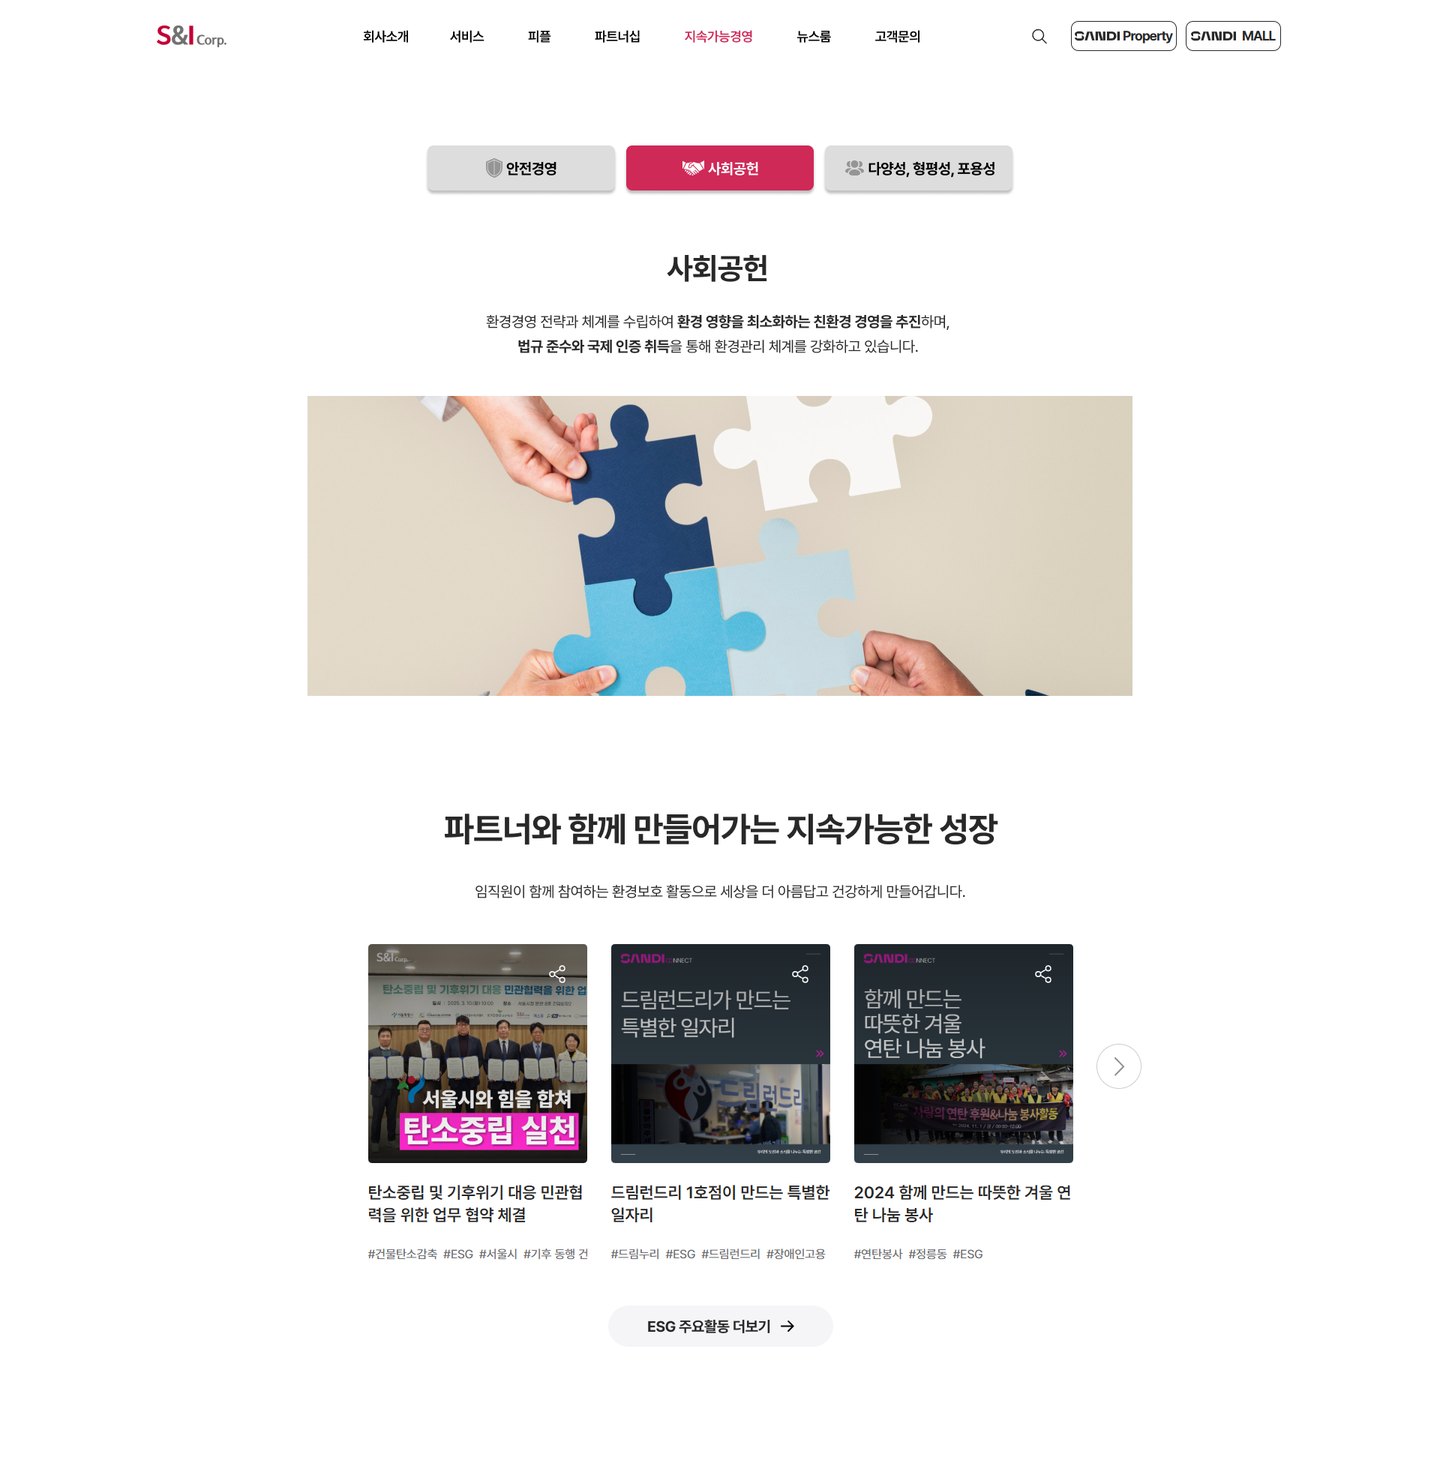 S&I Corp.
회사소개 서비스 피플 파트너십 지속가능경영 뉴스룸 고객문의
SANDI Property
SANDI MALL
안전경영
사회공헌
다양성, 형평성, 포용성
사회공헌
환경경영 전략과 체계를 수립하여 환경 영향을 최소화하는 친환경 경영을 추진하며,
법규 준수와 국제 인증 취득을 통해 환경관리 체계를 강화하고 있습니다.
파트너와 함께 만들어가는 지속가능한 성장
임직원이 함께 참여하는 환경보호 활동으로 세상을 더 아름답고 건강하게 만들어갑니다.
S&I Corp.
탄소중립 및 기후위기 대응 민관협력을 위한 업
서울시와 힘을 합쳐
탄소중립 실천
SANDI CONNECT
드림런드리가 만드는
특별한 일자리
드림런드리
SANDI CONNECT
함께 만드는
따뜻한 겨울
연탄 나눔 봉사
사랑의 연탄 후원&나눔 봉사활동
탄소중립 및 기후위기 대응 민관협
력을 위한 업무 협약 체결
#건물탄소감축 #ESG #서울시 #기후 동행 건
드림런드리 1호점이 만드는 특별한
일자리
#드림누리 #ESG #드림런드리 #장애인고용
2024 함께 만드는 따뜻한 겨울 연
탄 나눔 봉사
#연탄봉사 #정릉동 #ESG
ESG 주요활동 더보기